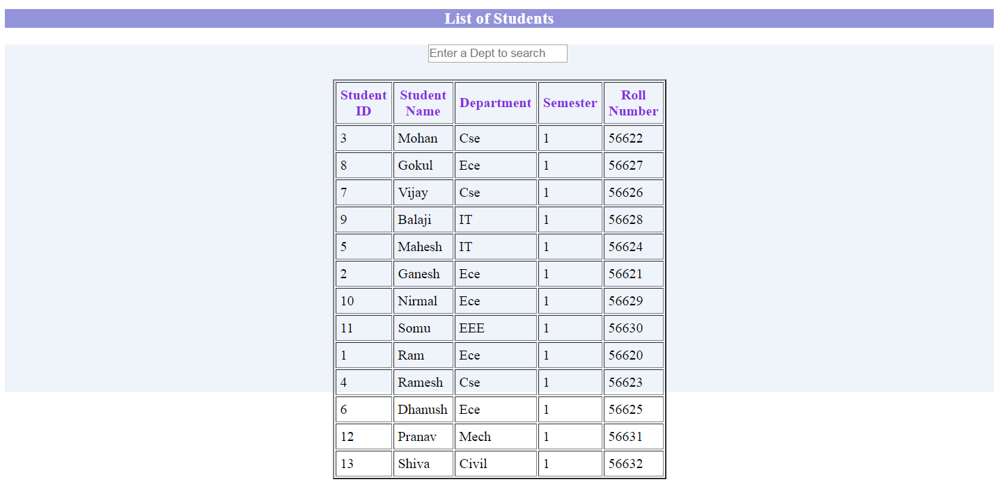 List of Students
Enter a Dept to search
Student ID Student Name Department Semester Roll Number
3 Mohan Cse 1 56622
8 Gokul Ece 1 56627
7 Vijay Cse 1 56626
9 Balaji IT 1 56628
5 Mahesh IT 1 56624
2 Ganesh Ece 1 56621
10 Nirmal Ece 1 56629
11 Somu EEE 1 56630
1 Ram Ece 1 56620
4 Ramesh Cse 1 56623
6 Dhanush Ece 1 56625
12 Pranav Mech 1 56631
13 Shiva Civil 1 56632